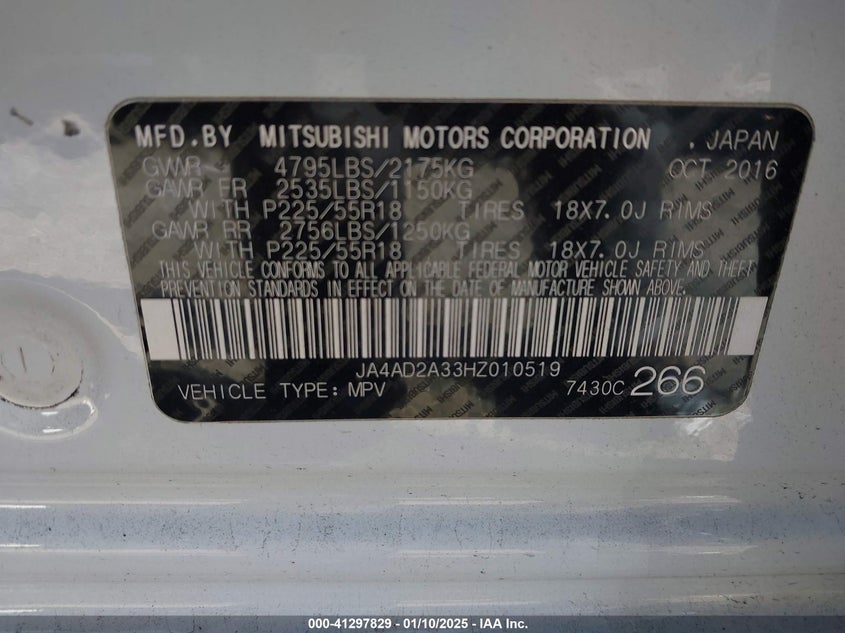 MFD.BY MITSUBISHI MOTORS CORPORATION . JAPAN
GVWR 4795LBS/2175KG OCT 2016
GAWR FR 2535LBS/1150KG
WITH P225/55R18 TIRES 18X7.0J RIMS
GAWR RR 2756LBS/1250KG
WITH P225/55R18 TIRES 18X7.0J RIMS
THIS VEHICLE CONFORMS TO ALL APPLICABLE FEDERAL MOTOR VEHICLE SAFETY AND THEFT
PREVENTION STANDARDS IN EFFECT ON THE DATE OF MANUFACTURE SHOWN ABOVE.
JA4AD2A33HZ010519
VEHICLE TYPE: MPV 7430C 266
000-41297829 - 01/10/2025 - IAA Inc.